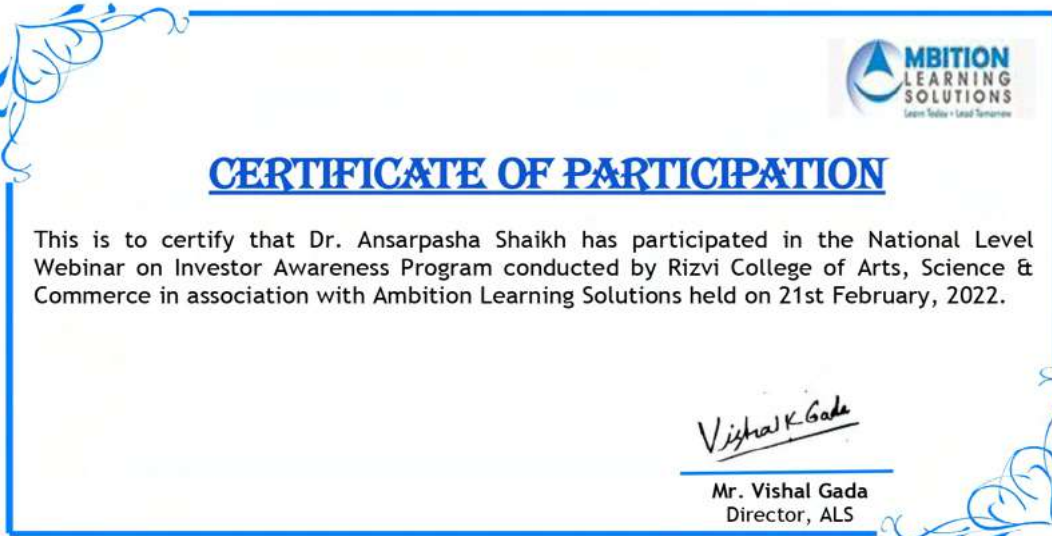 MBITION
LEARNING
SOLUTIONS
Learn Today • Lead Tomorrow
CERTIFICATE OF PARTICIPATION
This is to certify that Dr. Ansarpasha Shaikh has participated in the National Level
Webinar on Investor Awareness Program conducted by Rizvi College of Arts, Science &
Commerce in association with Ambition Learning Solutions held on 21st February, 2022.
Vishal K Gada
Mr. Vishal Gada
Director, ALS